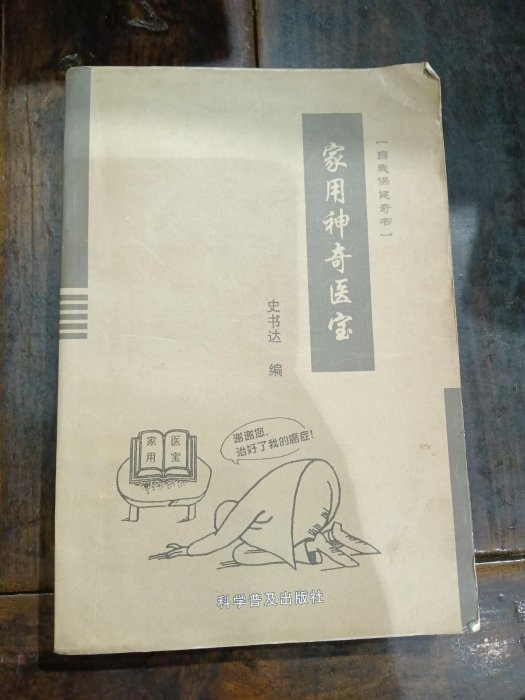 【自我保健奇书】
家用神奇医宝
史书达 编
谢谢您，
治好了我的癌症！
家用
医宝
科学普及出版社